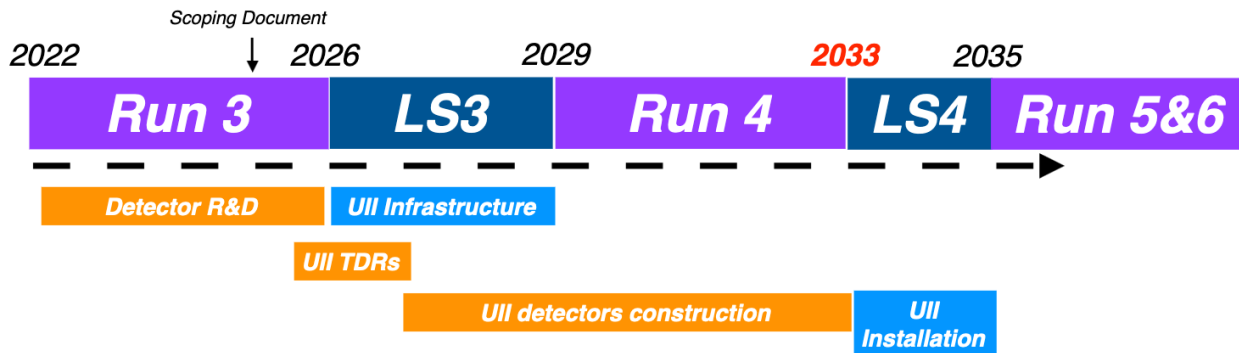 Scoping Document
2022 2026 2029 2033 2035
Run 3 LS3 Run 4 LS4 Run 5&6
Detector R&D UII Infrastructure
UII TDRs
UII detectors construction UII
Installation